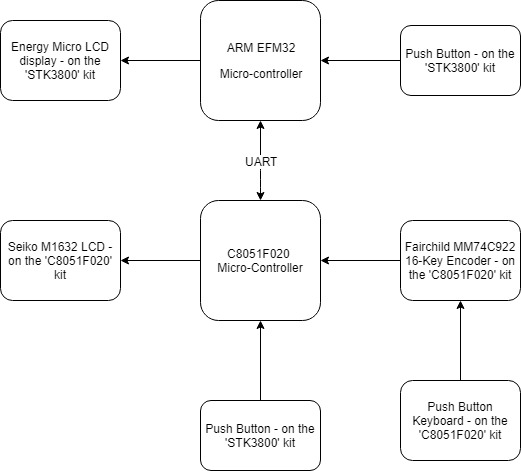 Energy Micro LCD
display - on the
'STK3800' kit
ARM EFM32
Micro-controller
Push Button - on the
'STK3800' kit
UART
Seiko M1632 LCD -
on the 'C8051F020'
kit
C8051F020
Micro-Controller
Fairchild MM74C922
16-Key Encoder - on
the 'C8051F020' kit
Push Button - on the
'STK3800' kit
Push Button
Keyboard - on the
'C8051F020' kit